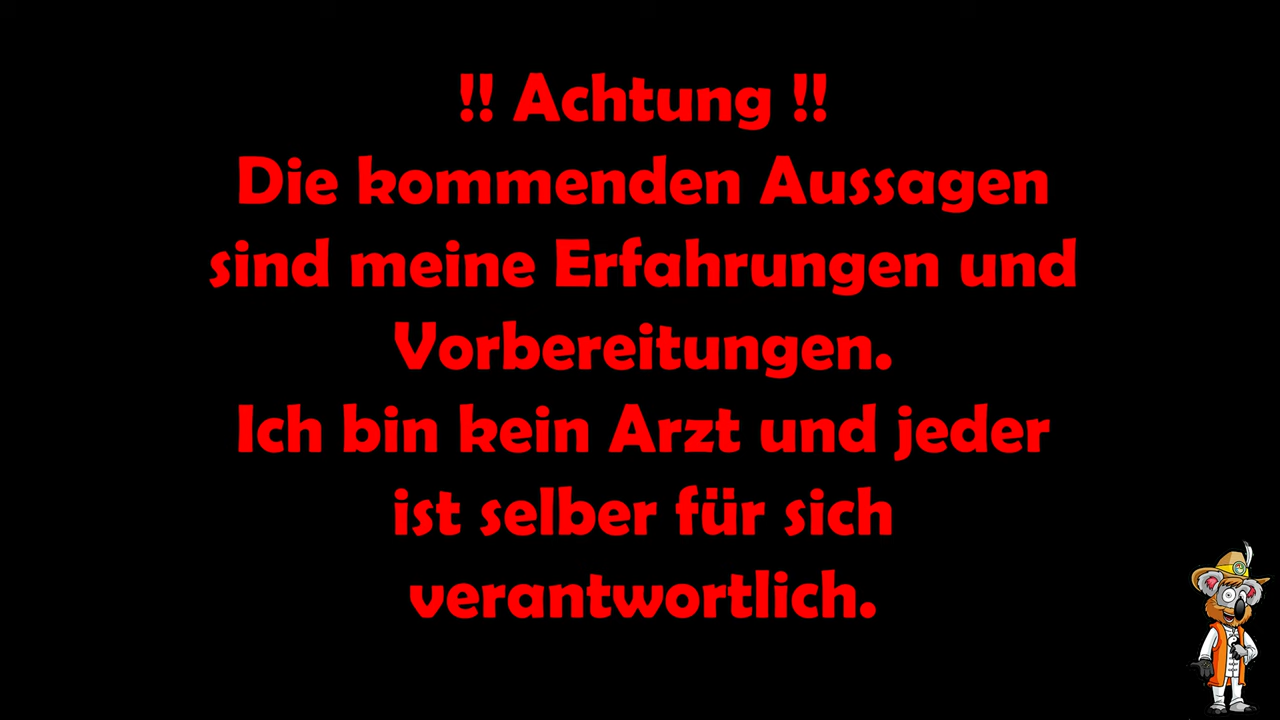 !! Achtung !!
Die kommenden Aussagen
sind meine Erfahrungen und
Vorbereitungen.
Ich bin kein Arzt und jeder
ist selber für sich
verantwortlich.